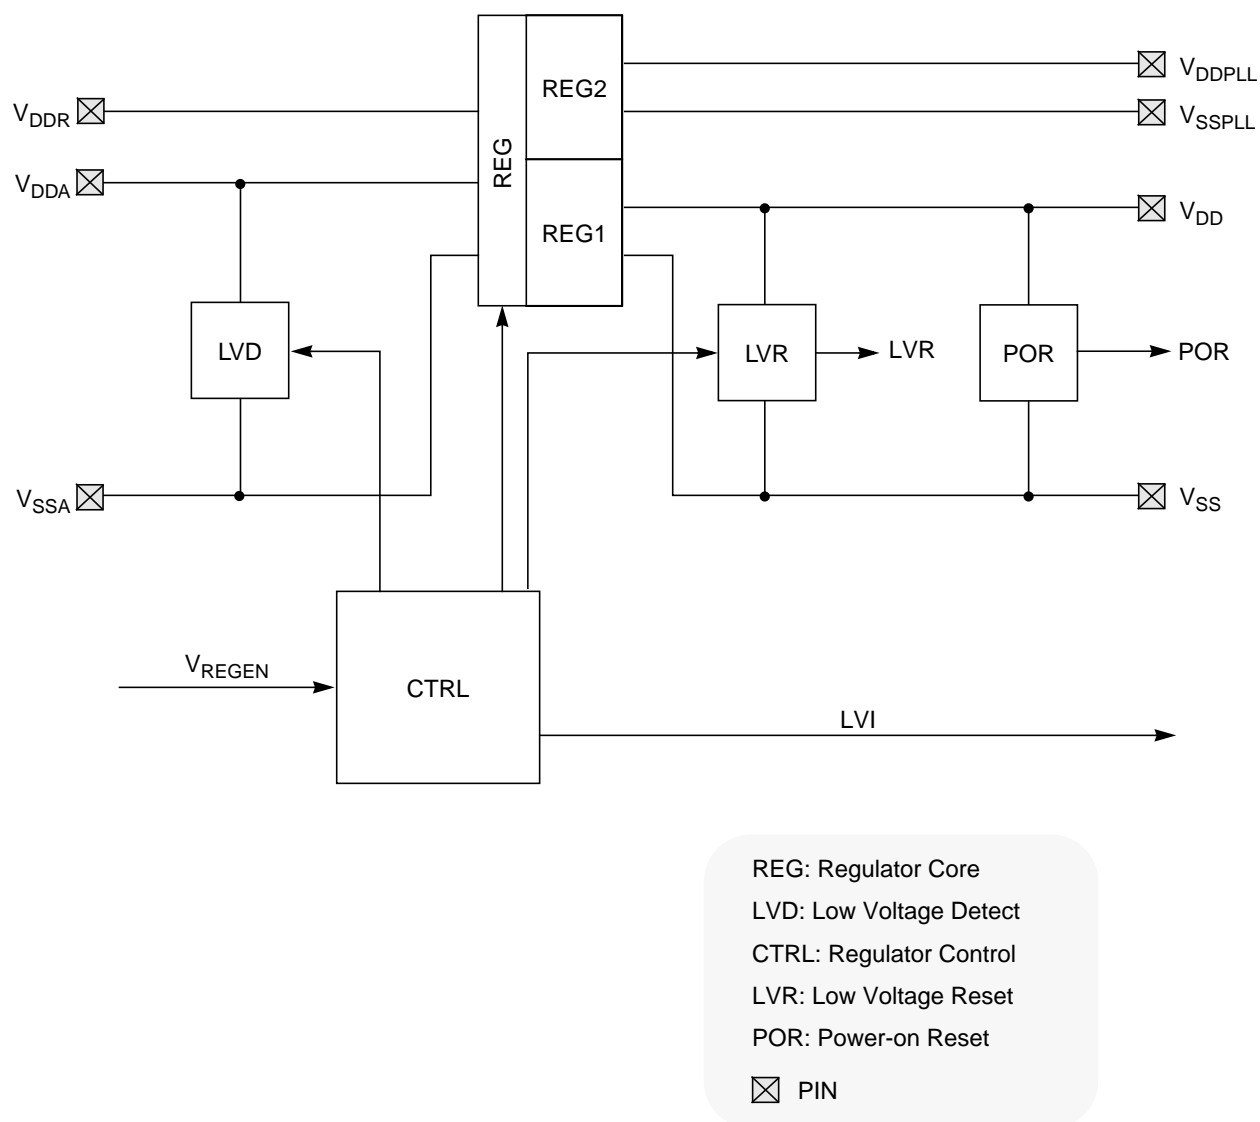 REG2
REG
REG1
VDDPLL
VSSPLL
VDDR
VDDA
VDD
LVD
LVR
LVR
POR
POR
VSSA
VSS
VREGEN
CTRL
LVI
REG: Regulator Core
LVD: Low Voltage Detect
CTRL: Regulator Control
LVR: Low Voltage Reset
POR: Power-on Reset
PIN